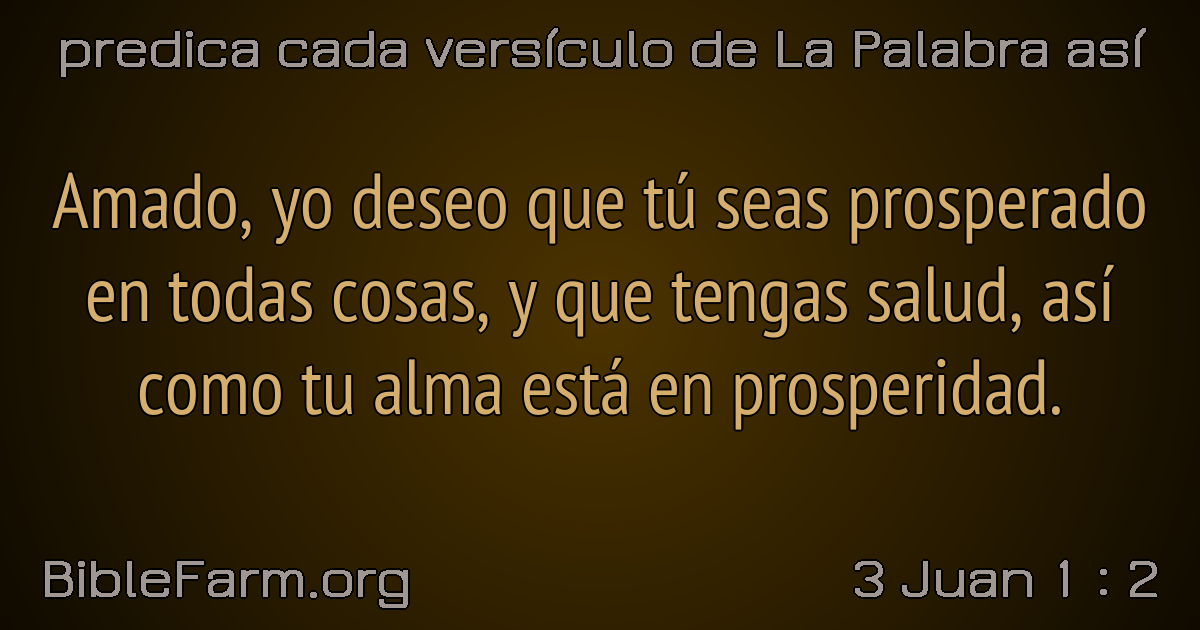 predica cada versículo de La Palabra así
Amado, yo deseo que tú seas prosperado
en todas cosas, y que tengas salud, así
como tu alma está en prosperidad.
BibleFarm.org
3 Juan 1 : 2